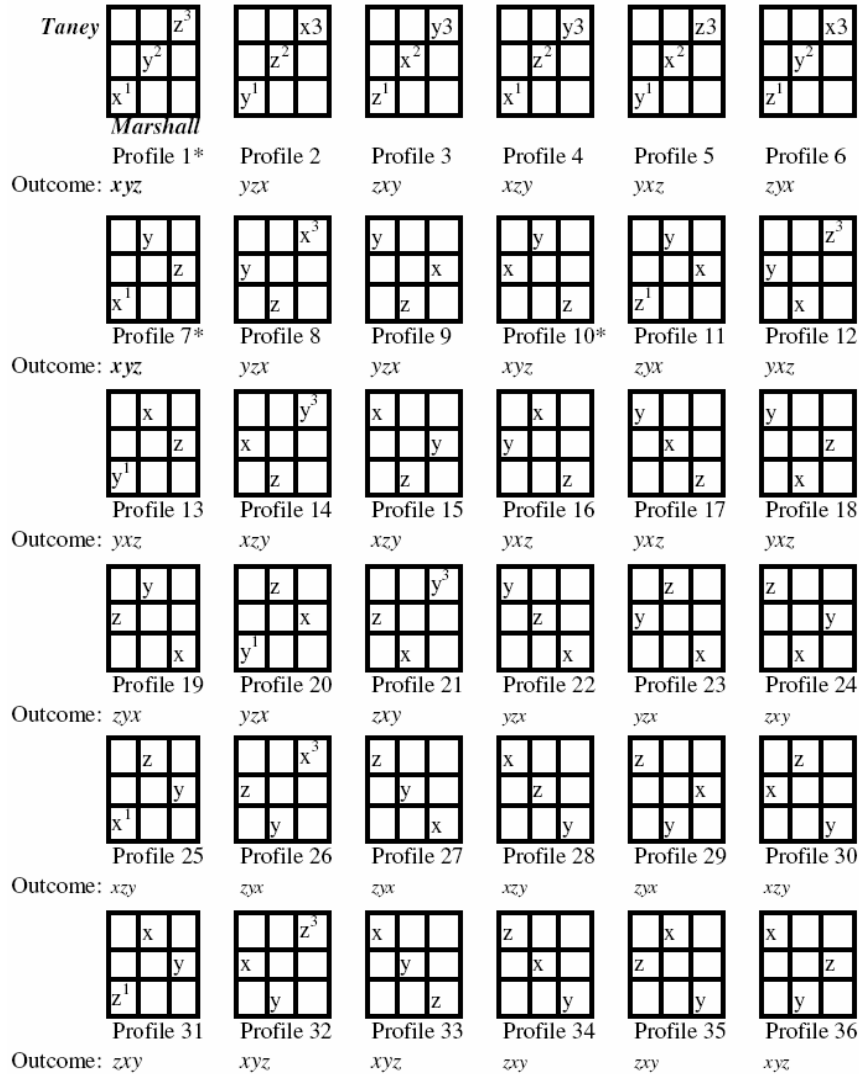 Taney z³ x3 y3 y3 z3 x3
y² z² x² z² x² y²
x¹ y¹ z¹ x¹ y¹ z¹
Marshall
Profile 1* Profile 2 Profile 3 Profile 4 Profile 5 Profile 6
Outcome: xyz yzx zxy xzy yxz zyx
y x³ y y y z³
z y x x x y
x¹ z z z z¹ x
Profile 7* Profile 8 Profile 9 Profile 10* Profile 11 Profile 12
Outcome: xyz yzx yzx xyz zyx yxz
x y³ x x y y
z x y y x z
y¹ z z z z x
Profile 13 Profile 14 Profile 15 Profile 16 Profile 17 Profile 18
Outcome: yxz xzy xzy yxz yxz yxz
y z y³ y z z
z x z z y y
x y¹ x x x x
Profile 19 Profile 20 Profile 21 Profile 22 Profile 23 Profile 24
Outcome: zyx yzx zxy yzx yzx zxy
z x³ z x z z
y z y z x x
x¹ y x y y y
Profile 25 Profile 26 Profile 27 Profile 28 Profile 29 Profile 30
Outcome: xzy zyx zyx xzy zyx xzy
x z³ x z x x
y x y x z z
z¹ y z y y y
Profile 31 Profile 32 Profile 33 Profile 34 Profile 35 Profile 36
Outcome: zxy xyz xyz zxy zxy xyz